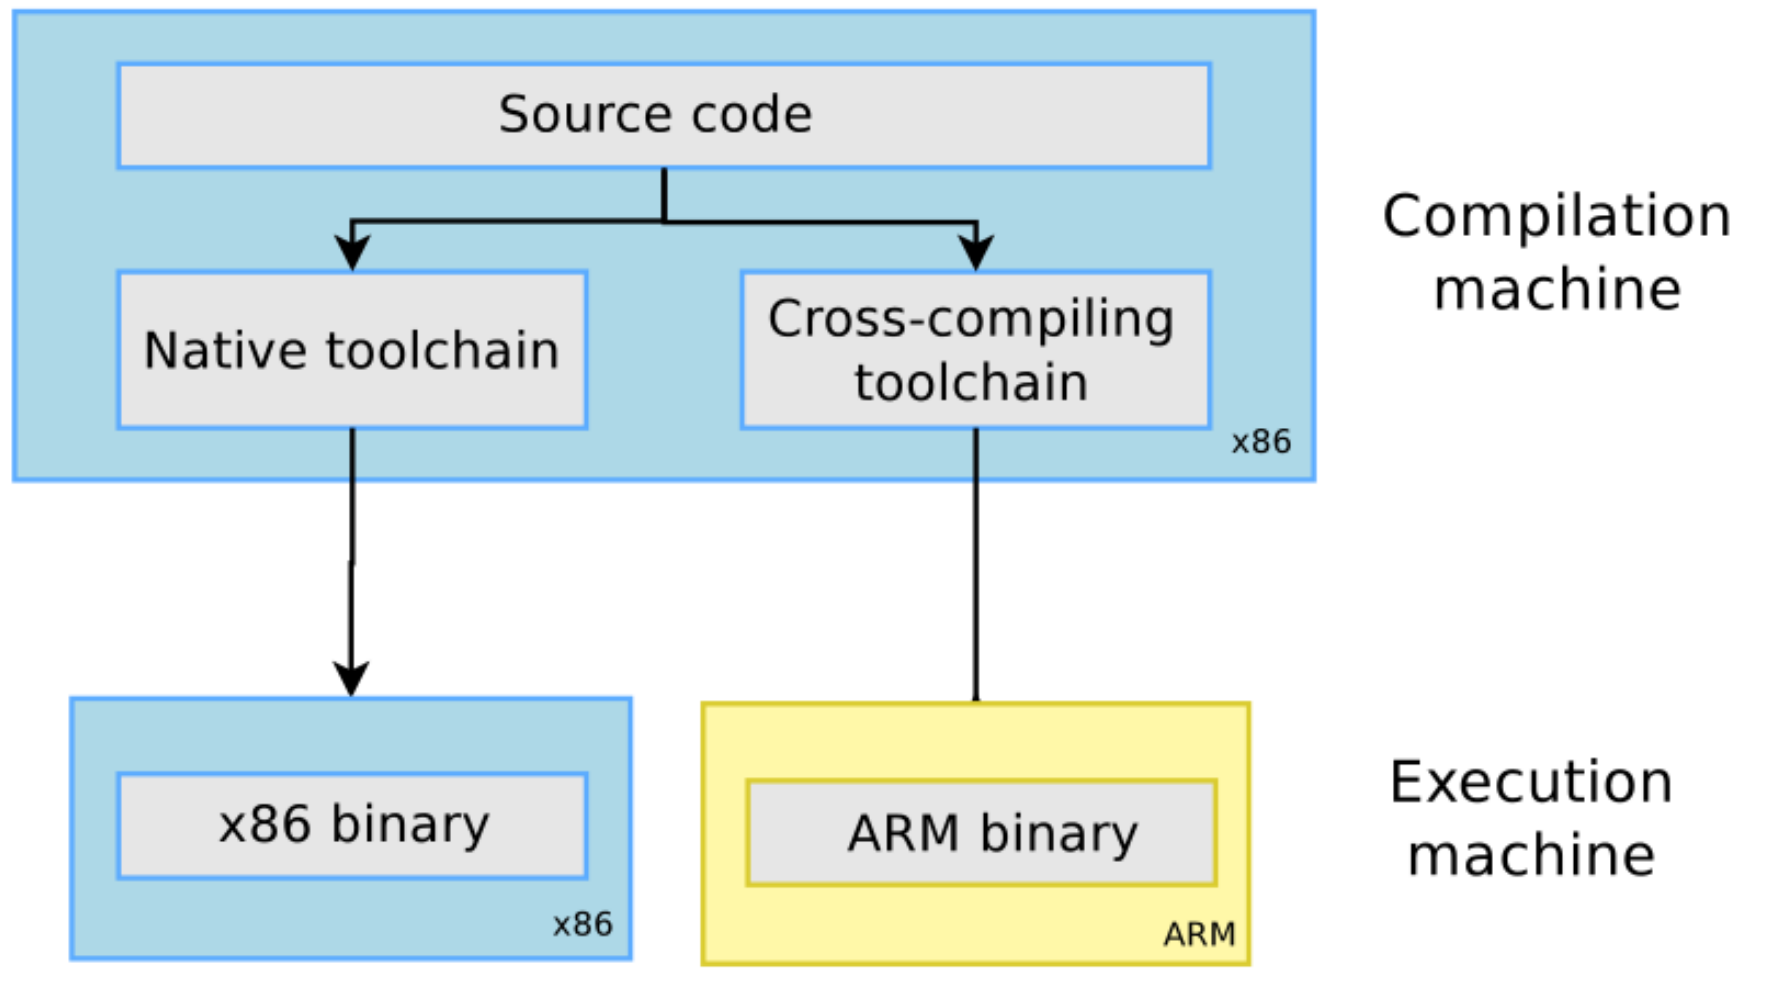 Source code
Compilation
machine
Native toolchain
Cross-compiling
toolchain
x86
x86 binary
x86
ARM binary
ARM
Execution
machine